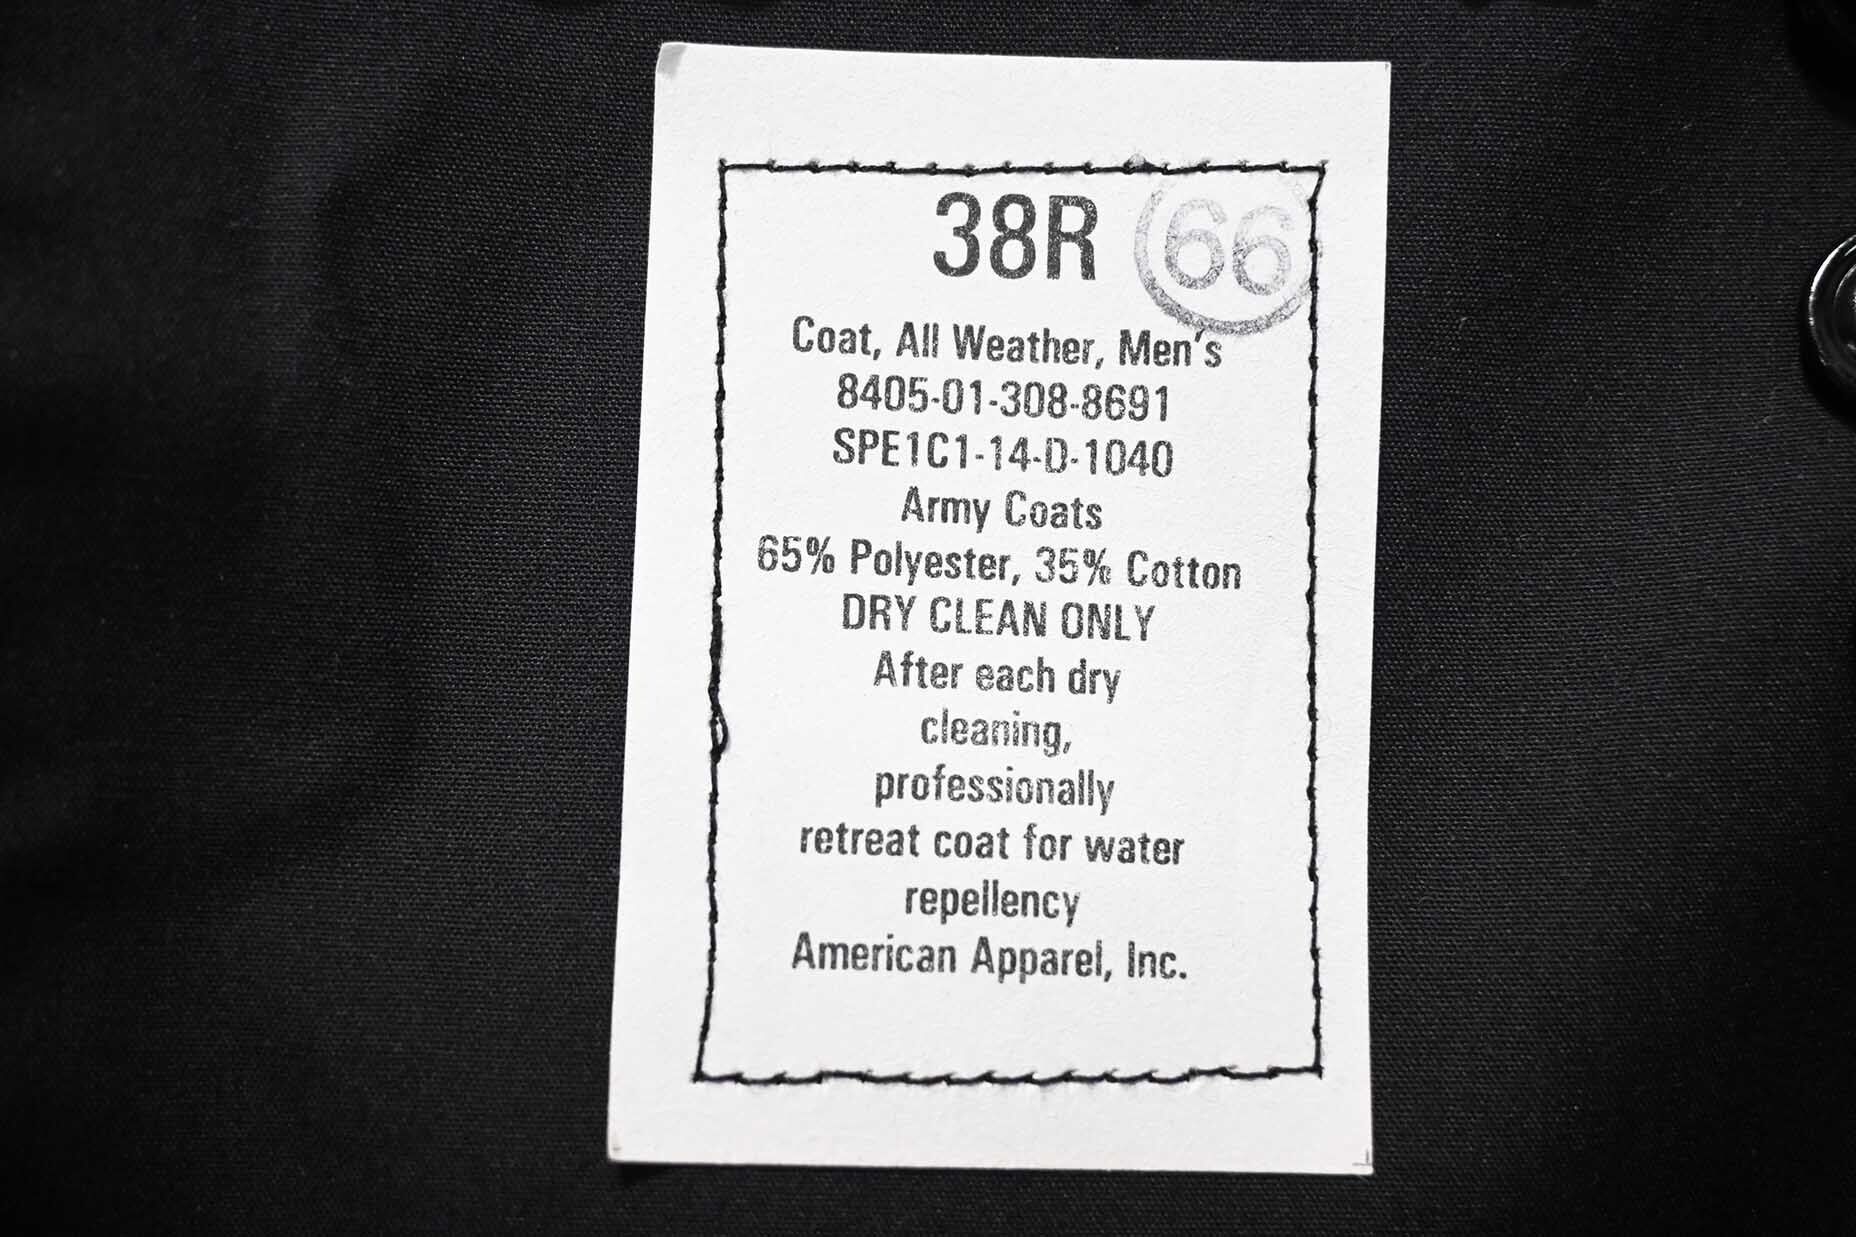 38R
66
Coat, All Weather, Men's
8405-01-308-8691
SPE1C1-14-D-1040
Army Coats
65% Polyester, 35% Cotton
DRY CLEAN ONLY
After each dry
cleaning,
professionally
retreat coat for water
repellency
American Apparel, Inc.